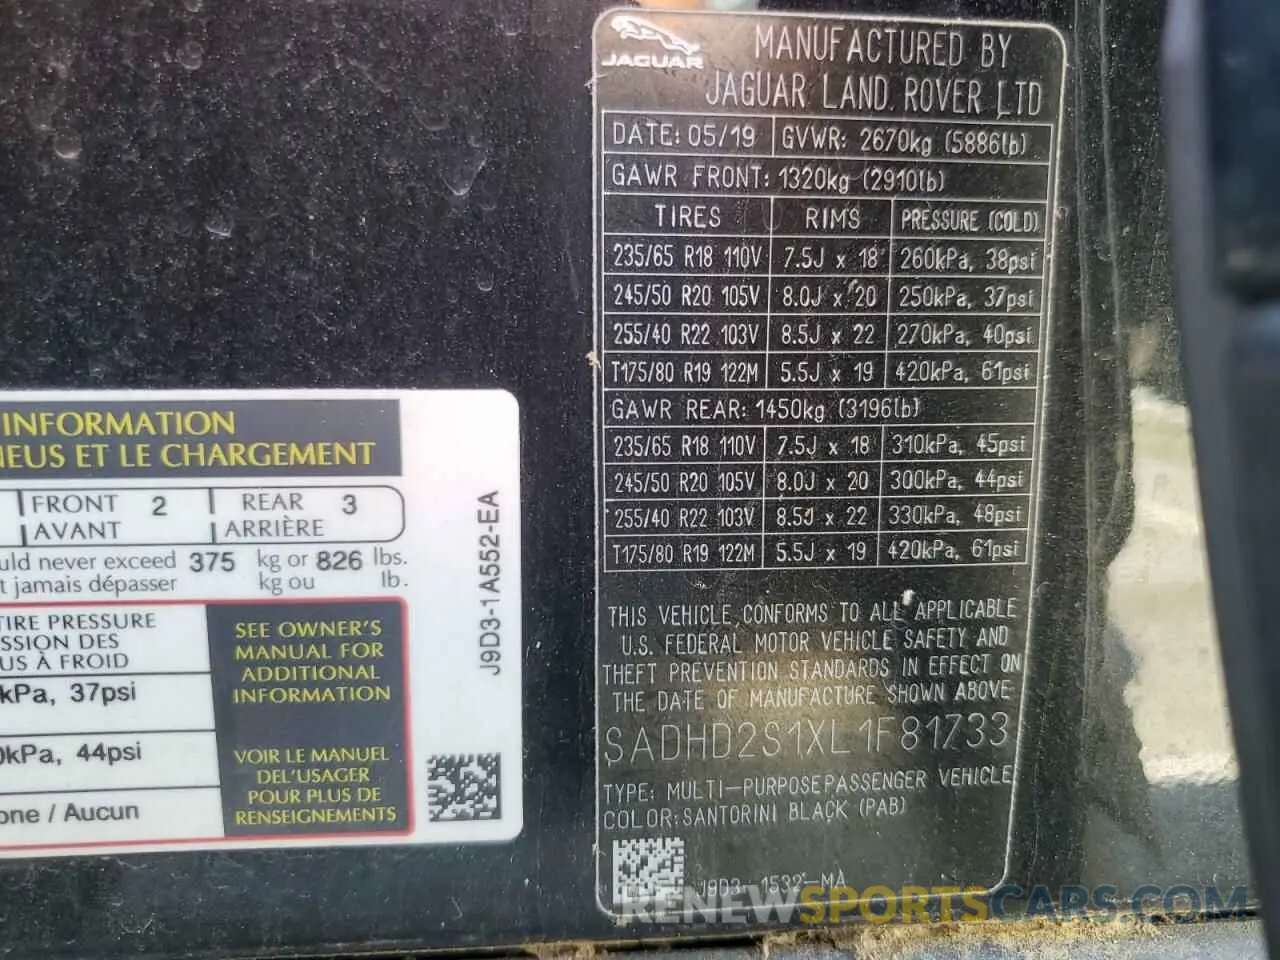 JAGUAR
MANUFACTURED BY
JAGUAR LAND ROVER LTD
DATE: 05/19 GVWR: 2670kg (5886lb)
GAWR FRONT: 1320kg (2910lb)
TIRES RIMS PRESSURE (COLD)
235/65 R18 110V 7.5J x 18 260kPa, 38psi
245/50 R20 105V 8.0J x 20 250kPa, 37psi
255/40 R22 103V 8.5J x 22 270kPa, 40psi
T175/80 R19 122M 5.5J x 19 420kPa, 61psi
GAWR REAR: 1450kg (3196lb)
235/65 R18 110V 7.5J x 18 310kPa, 45psi
245/50 R20 105V 8.0J x 20 300kPa, 44psi
255/40 R22 103V 8.5J x 22 330kPa, 48psi
T175/80 R19 122M 5.5J x 19 420kPa, 61psi
THIS VEHICLE CONFORMS TO ALL APPLICABLE
U.S. FEDERAL MOTOR VEHICLE SAFETY AND
THEFT PREVENTION STANDARDS IN EFFECT ON
THE DATE OF MANUFACTURE SHOWN ABOVE
SADHD2S1XL1F81733
TYPE: MULTI-PURPOSE PASSENGER VEHICLE
COLOR: SANTORINI BLACK (PAB)
J9D3-1532-MA
INFORMATION
NEUS ET LE CHARGEMENT
FRONT 2 REAR 3
AVANT ARRIÈRE
uld never exceed 375 kg or 826 lbs.
t jamais dépasser kg ou lb.
TIRE PRESSURE
SSION DES
US À FROID
kPa, 37psi
0kPa, 44psi
one / Aucun
SEE OWNER'S
MANUAL FOR
ADDITIONAL
INFORMATION
VOIR LE MANUEL
DEL'USAGER
POUR PLUS DE
RENSEIGNEMENTS
J9D3-1A552-EA
RENEWSPORTSCARS.COM